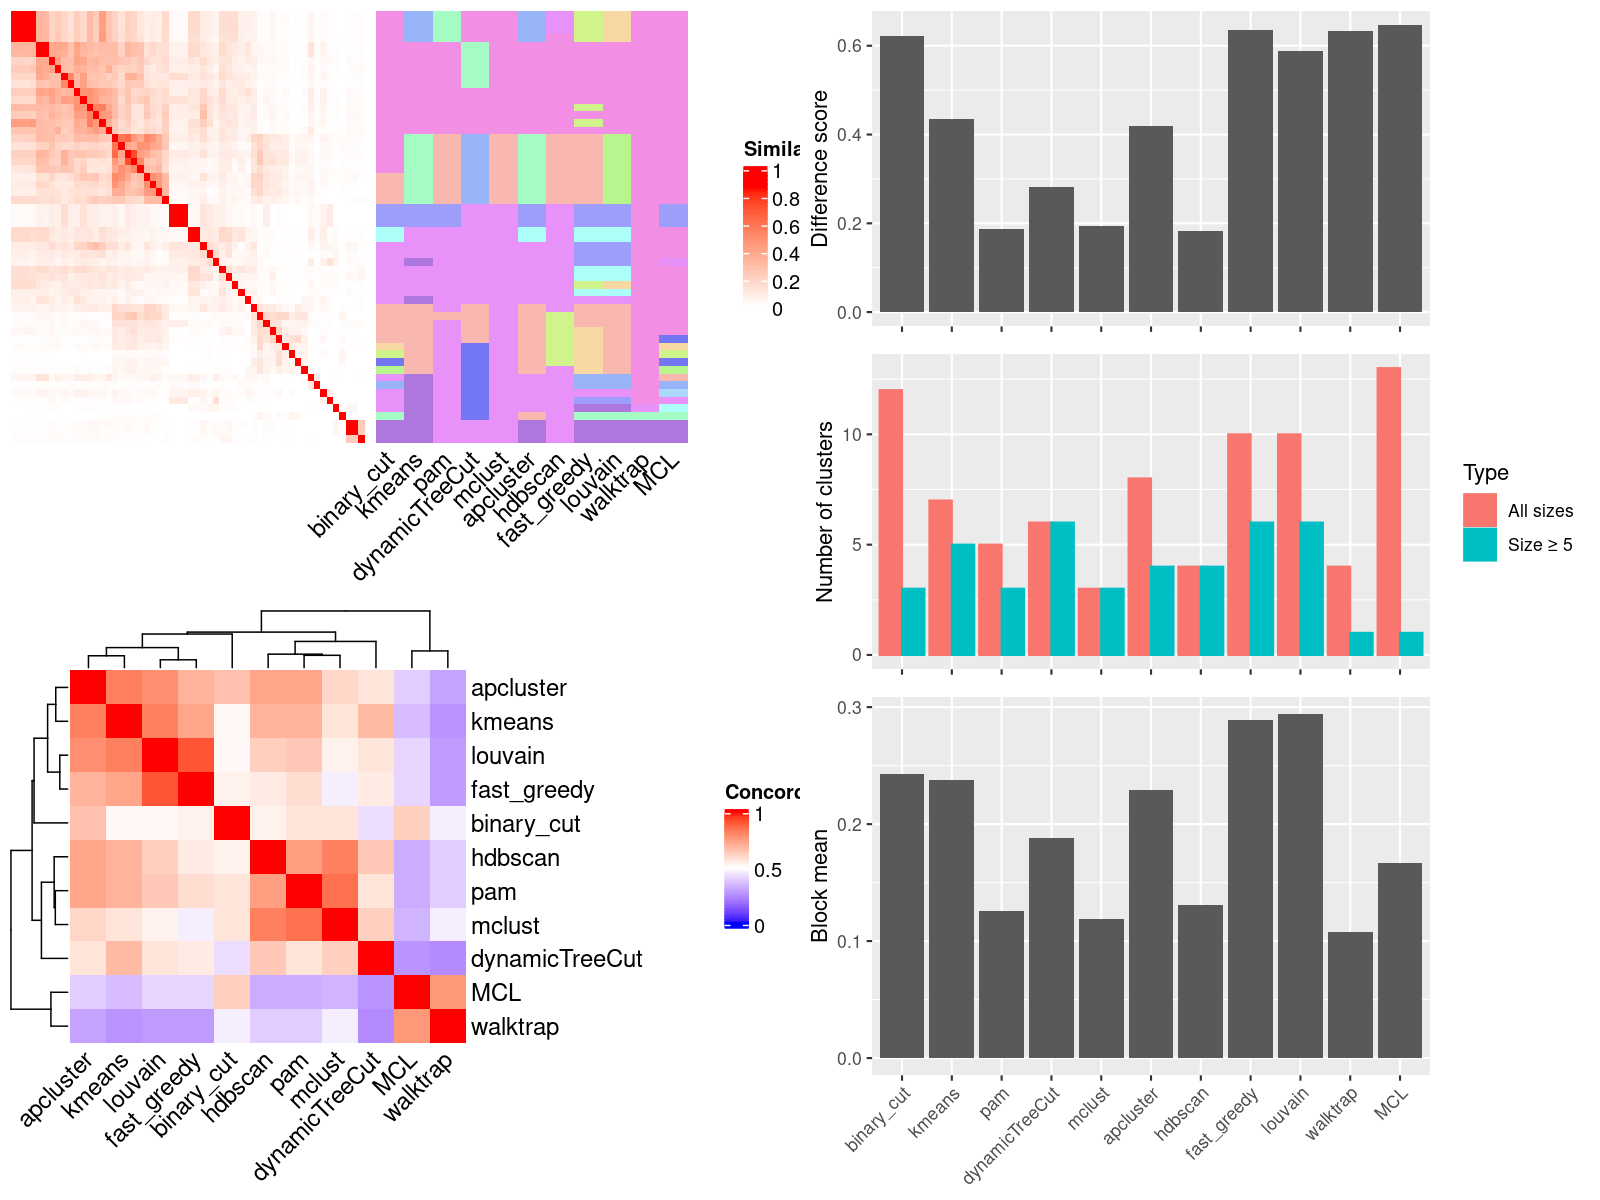 Simila
1
0.8
0.6
0.4
0.2
0
binary_cut
kmeans
pam
dynamicTreeCut
mclust
apcluster
hdbscan
fast_greedy
louvain
walktrap
MCL
apcluster
kmeans
louvain
fast_greedy
binary_cut
hdbscan
pam
mclust
dynamicTreeCut
MCL
walktrap
apcluster
kmeans
louvain
fast_greedy
binary_cut
hdbscan
pam
mclust
dynamicTreeCut
MCL
walktrap
Concord
1
0.5
0
Difference score
0.6
0.4
0.2
0.0
Number of clusters
10
5
0
Type
All sizes
Size ≥ 5
Block mean
0.3
0.2
0.1
0.0
binary_cut
kmeans
pam
dynamicTreeCut
mclust
apcluster
hdbscan
fast_greedy
louvain
walktrap
MCL